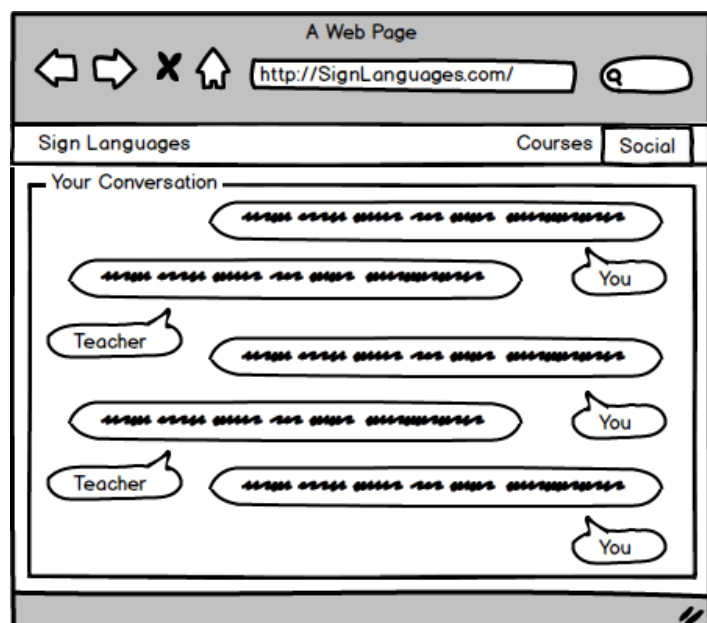 A Web Page
http://SignLanguages.com/
Sign Languages Courses Social
Your Conversation
You
Teacher
You
Teacher
You